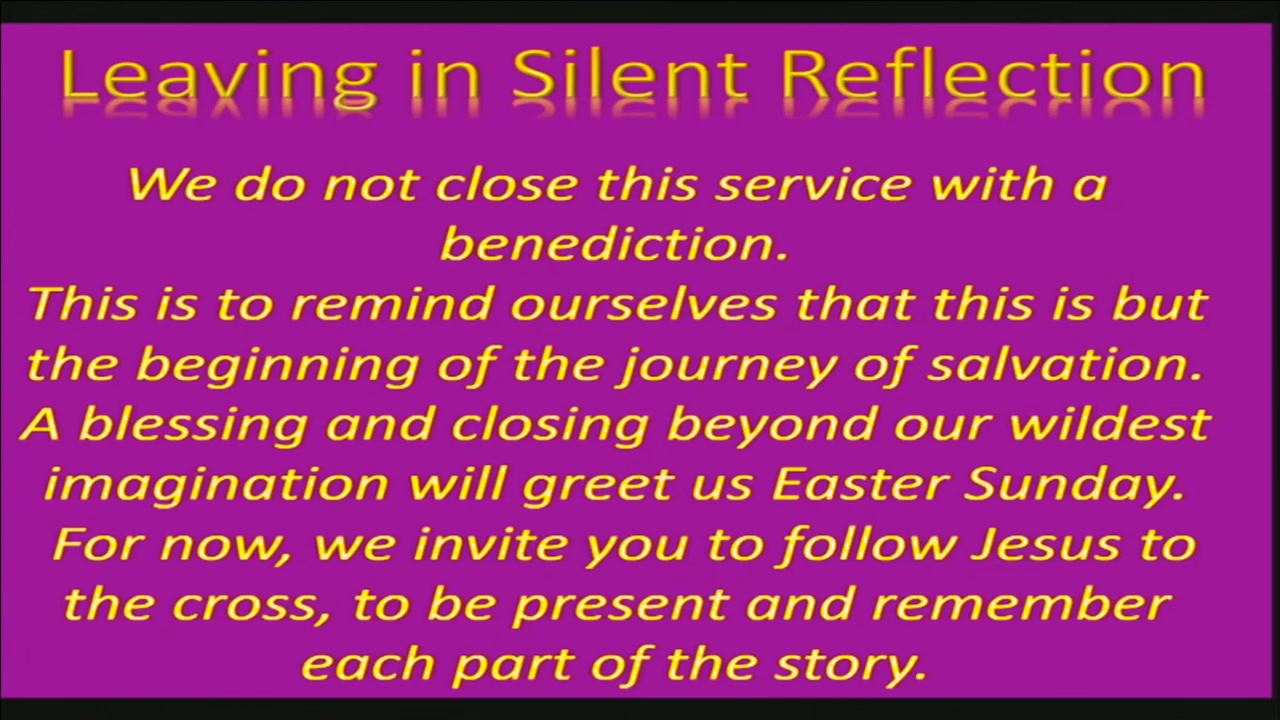 Leaving in Silent Reflection
We do not close this service with a
benediction.
This is to remind ourselves that this is but
the beginning of the journey of salvation.
A blessing and closing beyond our wildest
imagination will greet us Easter Sunday.
For now, we invite you to follow Jesus to
the cross, to be present and remember
each part of the story.